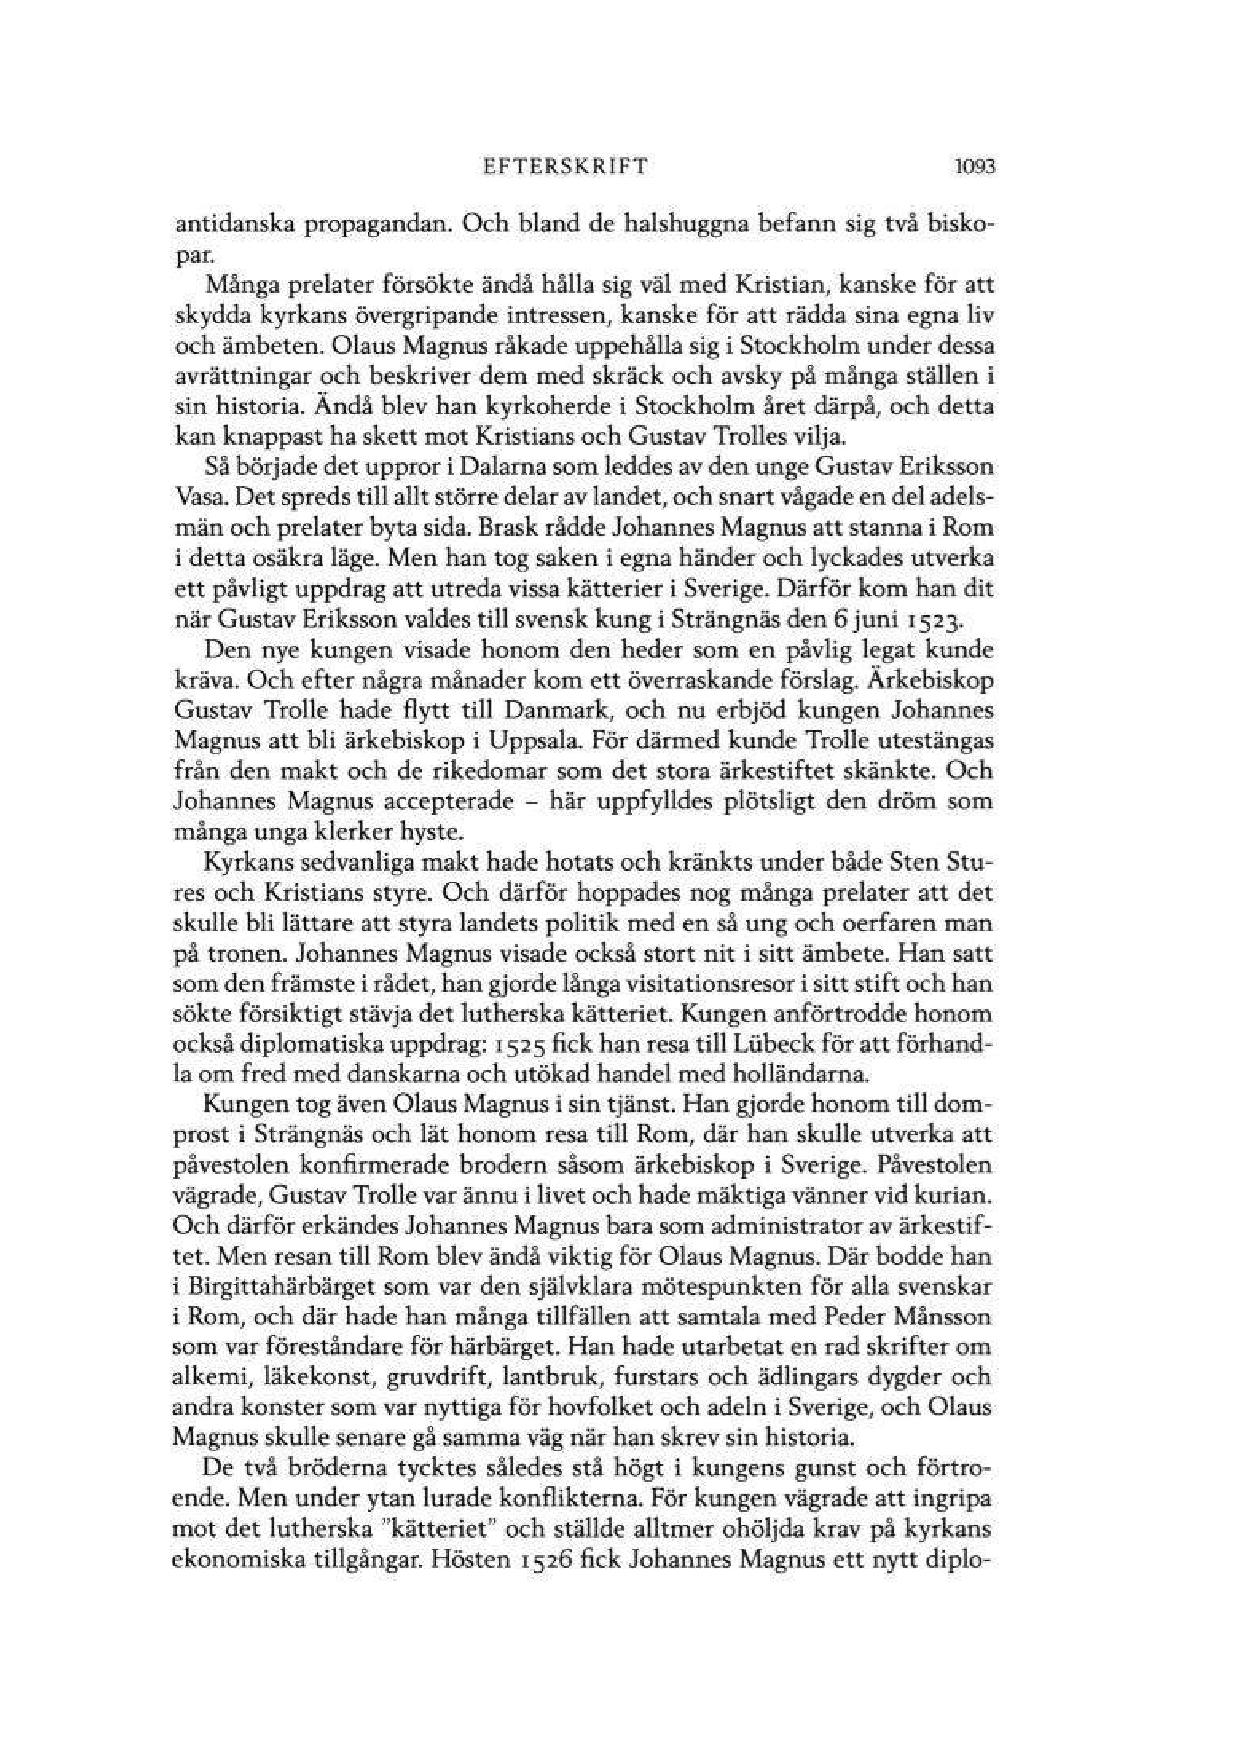 EFTERSKRIFT 1093
antidanska propagandan. Och bland de halshuggna befann sig två bisko-
par.
Många prelater försökte ändå hålla sig väl med Kristian, kanske för att
skydda kyrkans övergripande intressen, kanske för att rädda sina egna liv
och ämbeten. Olaus Magnus råkade uppehålla sig i Stockholm under dessa
avrättningar och beskriver dem med skräck och avsky på många ställen i
sin historia. Ändå blev han kyrkoherde i Stockholm året därpå, och detta
kan knappast ha skett mot Kristians och Gustav Trolles vilja.
Så började det uppror i Dalarna som leddes av den unge Gustav Eriksson
Vasa. Det spreds till allt större delar av landet, och snart vågade en del adels-
män och prelater byta sida. Brask rådde Johannes Magnus att stanna i Rom
i detta osäkra läge. Men han tog saken i egna händer och lyckades utverka
ett påvligt uppdrag att utreda vissa kätterier i Sverige. Därför kom han dit
när Gustav Eriksson valdes till svensk kung i Strängnäs den 6 juni 1523.
Den nye kungen visade honom den heder som en påvlig legat kunde
kräva. Och efter några månader kom ett överraskande förslag. Ärkebiskop
Gustav Trolle hade flytt till Danmark, och nu erbjöd kungen Johannes
Magnus att bli ärkebiskop i Uppsala. För därmed kunde Trolle utestängas
från den makt och de rikedomar som det stora ärkestiftet skänkte. Och
Johannes Magnus accepterade – här uppfylldes plötsligt den dröm som
många unga klerker hyste.
Kyrkans sedvanliga makt hade hotats och kränkts under både Sten Stu-
res och Kristians styre. Och därför hoppades nog många prelater att det
skulle bli lättare att styra landets politik med en så ung och oerfaren man
på tronen. Johannes Magnus visade också stort nit i sitt ämbete. Han satt
som den främste i rådet, han gjorde långa visitationsresor i sitt stift och han
sökte försiktigt stävja det lutherska kätteriet. Kungen anförtrodde honom
också diplomatiska uppdrag: 1525 fick han resa till Lübeck för att förhand-
la om fred med danskarna och utökad handel med holländarna.
Kungen tog även Olaus Magnus i sin tjänst. Han gjorde honom till dom-
prost i Strängnäs och lät honom resa till Rom, där han skulle utverka att
påvestolen konfirmerade brodern såsom ärkebiskop i Sverige. Påvestolen
vägrade, Gustav Trolle var ännu i livet och hade mäktiga vänner vid kurian.
Och därför erkändes Johannes Magnus bara som administrator av ärkestif-
tet. Men resan till Rom blev ändå viktig för Olaus Magnus. Där bodde han
i Birgittahärbärget som var den självklara mötespunkten för alla svenskar
i Rom, och där hade han många tillfällen att samtala med Peder Månsson
som var föreståndare för härbärget. Han hade utarbetat en rad skrifter om
alkemi, läkekonst, gruvdrift, lantbruk, furstars och ädlingars dygder och
andra konster som var nyttiga för hovfolket och adeln i Sverige, och Olaus
Magnus skulle senare gå samma väg när han skrev sin historia.
De två bröderna tycktes således stå högt i kungens gunst och förtro-
ende. Men under ytan lurade konflikterna. För kungen vägrade att ingripa
mot det lutherska ”kätteriet” och ställde alltmer ohöljda krav på kyrkans
ekonomiska tillgångar. Hösten 1526 fick Johannes Magnus ett nytt diplo-